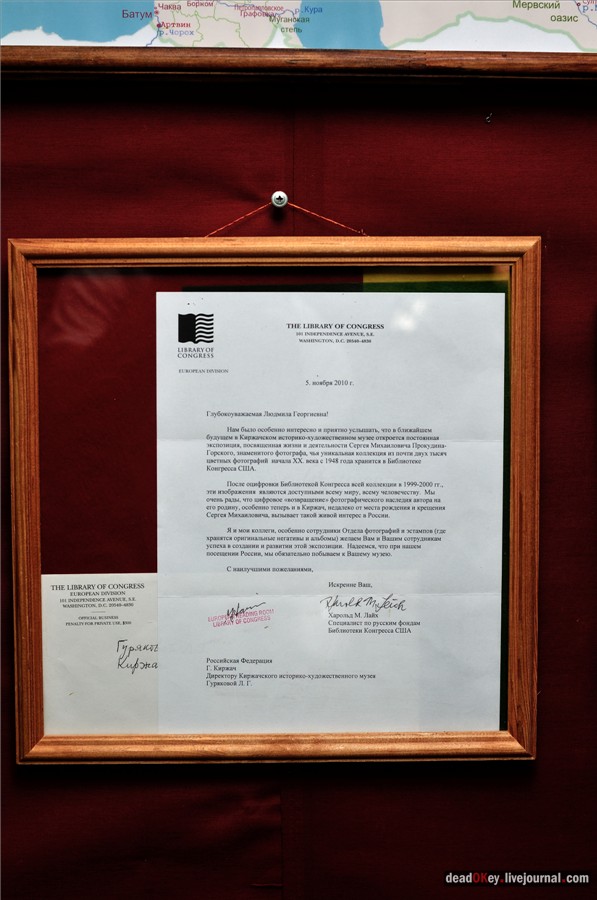 Батум
Чаква
Боржом
Артвин
р.Чорох
р.Кура
Муганская
степь
Мервский
оазис
LIBRARY OF
CONGRESS
EUROPEAN DIVISION
THE LIBRARY OF CONGRESS
101 INDEPENDENCE AVENUE, S.E.
WASHINGTON, D.C. 20540-4830
5. ноября 2010 г.
Глубокоуважаемая Людмила Георгиевна!
Нам было особенно интересно и приятно услышать, что в ближайшем
будущем в Киржачском историко-художественном музее откроется постоянная
экспозиция, посвященная жизни и деятельности Сергея Михаиловича Прокудина-
Горского, знаменитого фотографа, чья уникальная коллекция из почти двух тысяч
цветных фотографий начала XX. века с 1948 года хранится в Библиотеке
Конгресса США.
После оцифровки Библиотекой Конгресса всей коллекции в 1999-2000 гг.,
эти изображения являются доступными всему миру, всему человечеству. Мы
очень рады, что цифровое «возвращение» фотографического наследия автора на
его родину, особенно теперь и в Киржач, недалеко от места рождения и крещения
Сергея Михаиловича, вызывает такой живой интерес в России.
Я и мои коллеги, особенно сотрудники Отдела фотографий и эстампов (где
хранятся оригинальные негативы и альбомы) желаем Вам и Вашим сотрудникам
успеха в создании и развитии этой экспозиции. Надеемся, что при нашем
посещении России, мы обязательно побываем к Вашему музею.
С наилучшими пожеланиями,
Искренне Ваш,
Harold M. Leich
Харольд М. Лайх
Специалист по русским фондам
Библиотеки Конгресса США
EUROPEAN READING ROOM
LIBRARY OF CONGRESS
Российская Федерация
Г. Киржач
Директору Киржачского историко-художественного музея
Гуряковой Л. Г.
THE LIBRARY OF CONGRESS
EUROPEAN DIVISION
101 INDEPENDENCE AVENUE, S.E.
WASHINGTON, D.C. 20540-4830
OFFICIAL BUSINESS
PENALTY FOR PRIVATE USE, $300
Гуряков
Киржа
deadOKey.livejournal.com